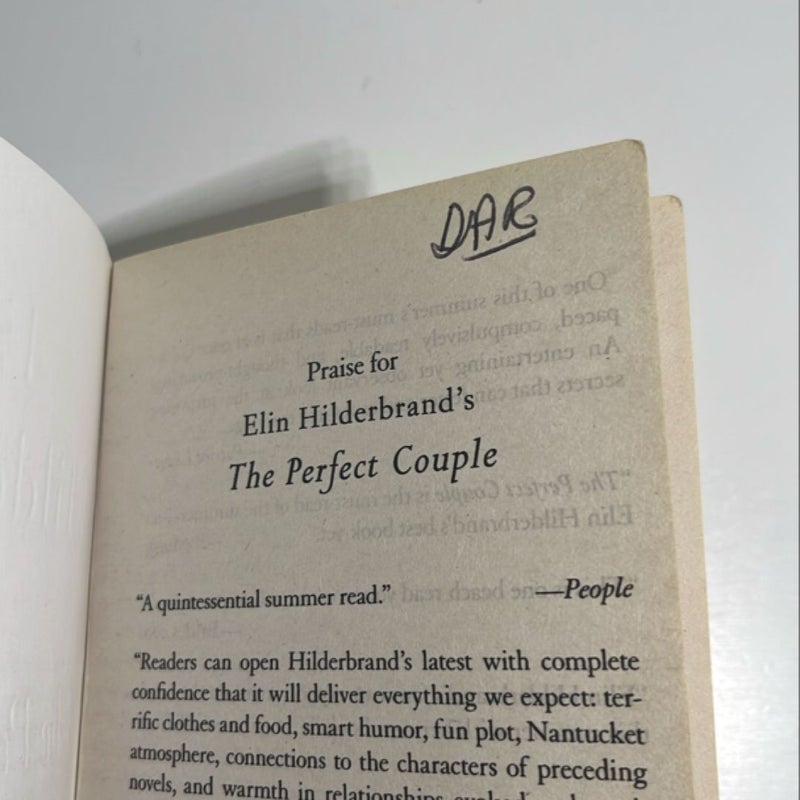 DAR
Praise for
Elin Hilderbrand's
The Perfect Couple
“A quintessential summer read.” —People
“Readers can open Hilderbrand's latest with complete
confidence that it will deliver everything we expect: ter-
rific clothes and food, smart humor, fun plot, Nantucket
atmosphere, connections to the characters of preceding
novels, and warmth in relationships